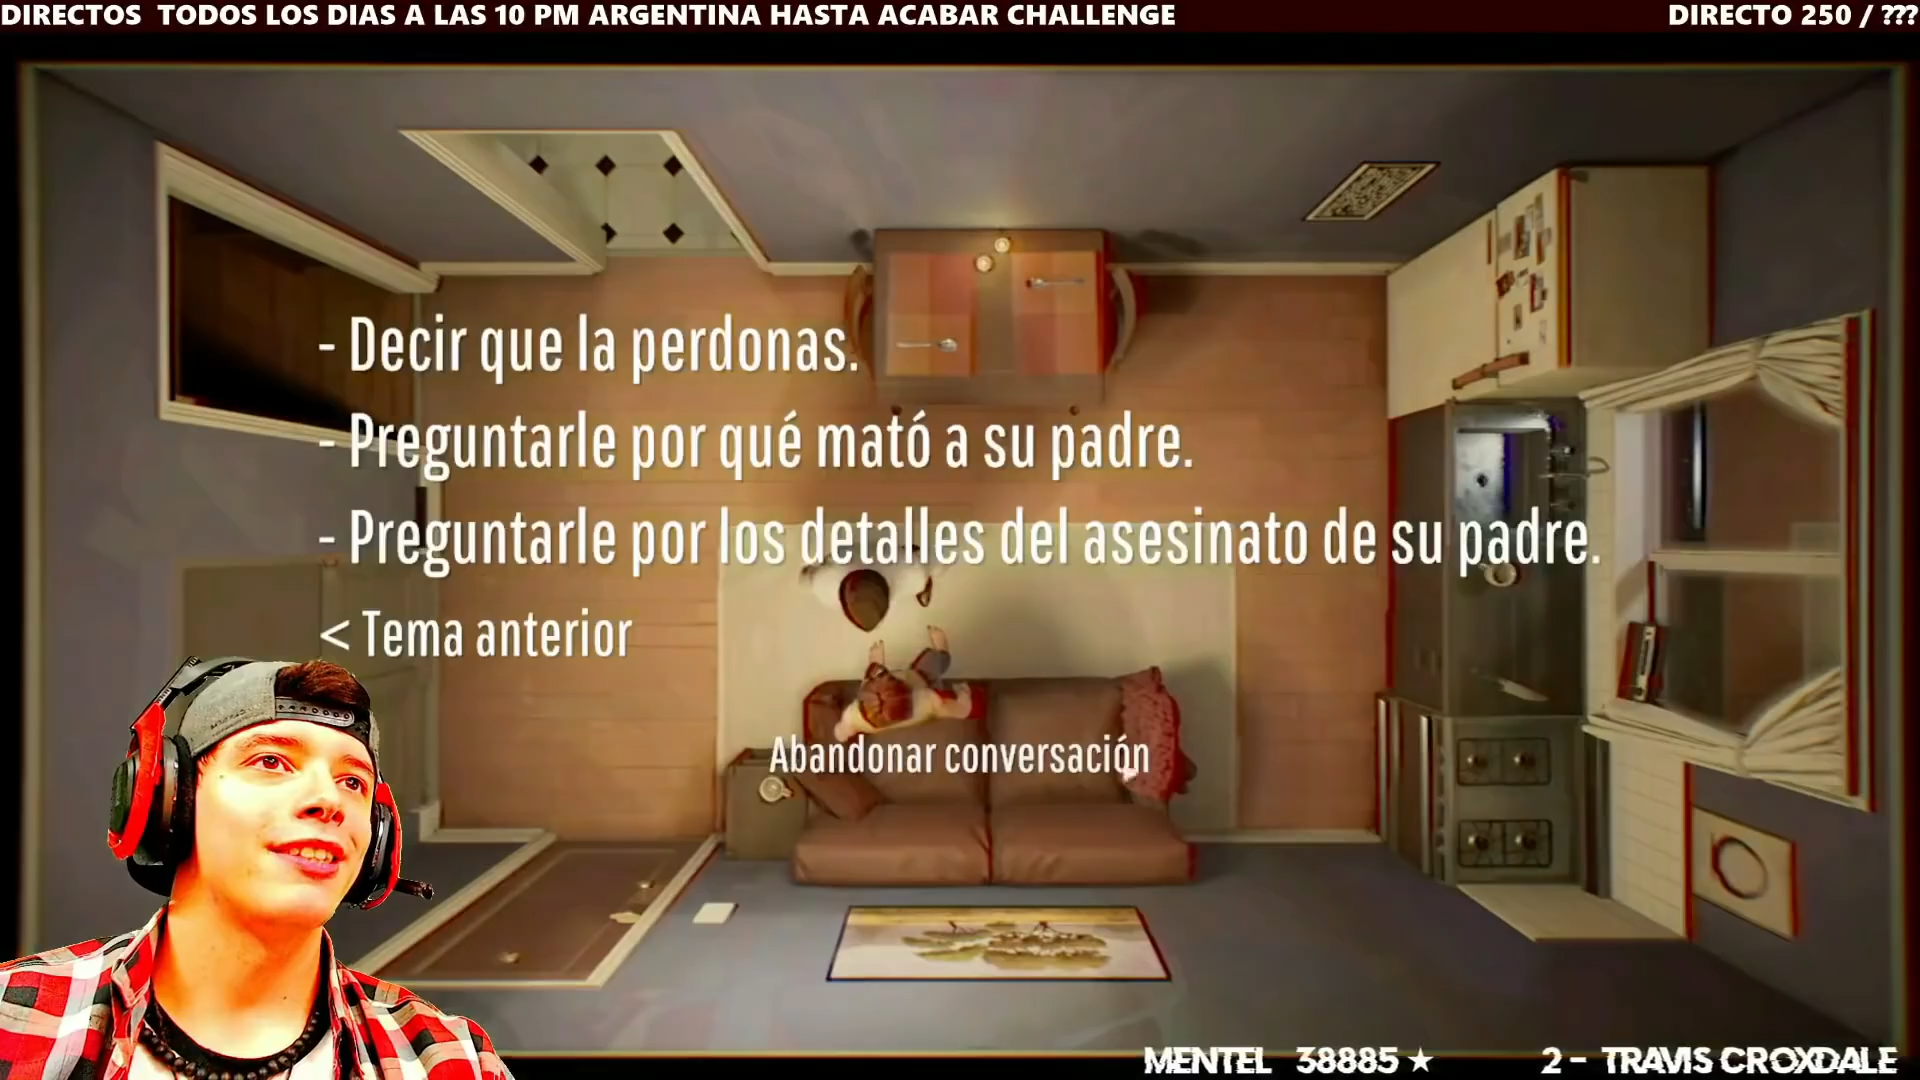 DIRECTOS TODOS LOS DIAS A LAS 10 PM ARGENTINA HASTA ACABAR CHALLENGE
DIRECTO 250 / ???
- Decir que la perdonas.
- Preguntarle por qué mató a su padre.
- Preguntarle por los detalles del asesinato de su padre.
< Tema anterior
Abandonar conversación
MENTEL 38885 ★
2 - TRAVIS CROXDALE